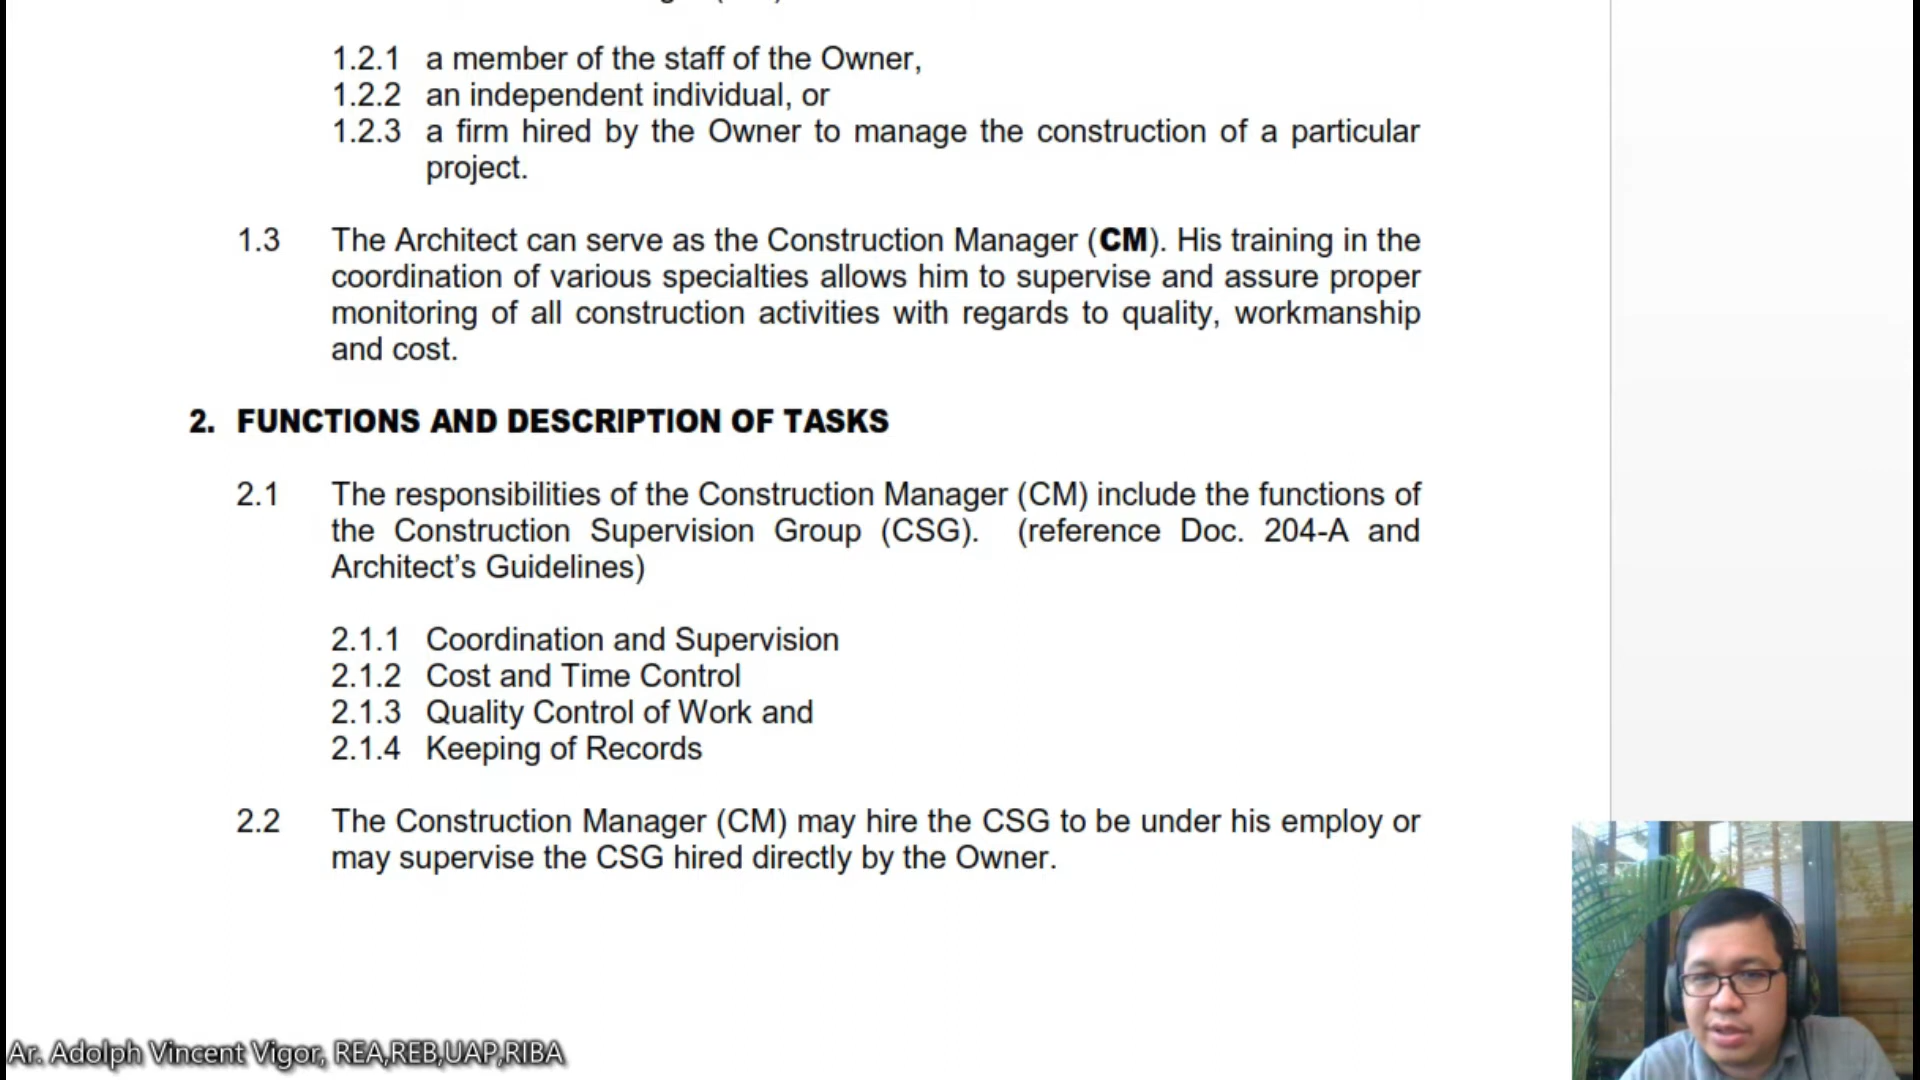 1.2.1 a member of the staff of the Owner,
1.2.2 an independent individual, or
1.2.3 a firm hired by the Owner to manage the construction of a particular
project.
1.3 The Architect can serve as the Construction Manager (CM). His training in the
coordination of various specialties allows him to supervise and assure proper
monitoring of all construction activities with regards to quality, workmanship
and cost.
2. FUNCTIONS AND DESCRIPTION OF TASKS
2.1 The responsibilities of the Construction Manager (CM) include the functions of
the Construction Supervision Group (CSG). (reference Doc. 204-A and
Architect’s Guidelines)
2.1.1 Coordination and Supervision
2.1.2 Cost and Time Control
2.1.3 Quality Control of Work and
2.1.4 Keeping of Records
2.2 The Construction Manager (CM) may hire the CSG to be under his employ or
may supervise the CSG hired directly by the Owner.
Ar. Adolph Vincent Vigor, REA,REB,UAP,RIBA